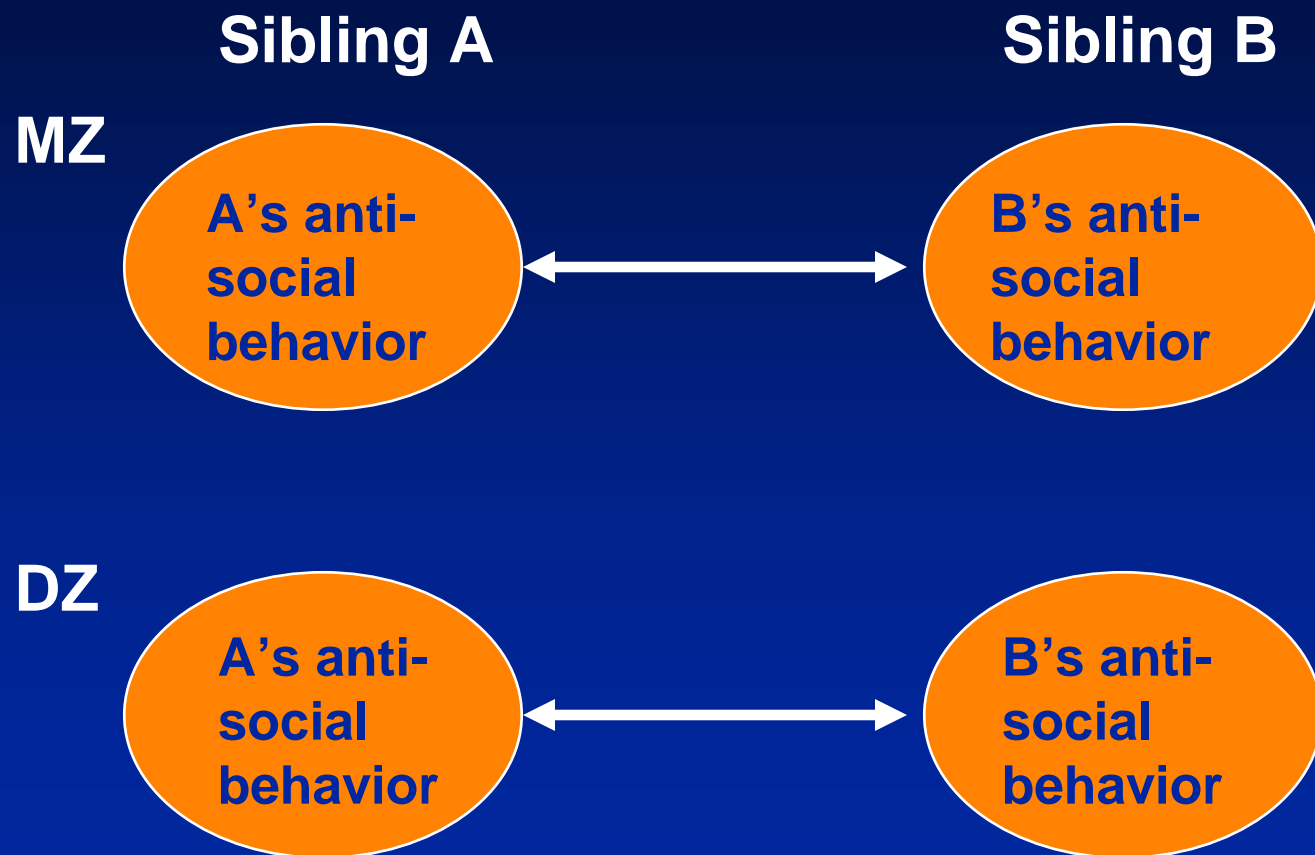 Sibling A
Sibling B
MZ
A’s anti-
social
behavior
B’s anti-
social
behavior
DZ
A’s anti-
social
behavior
B’s anti-
social
behavior